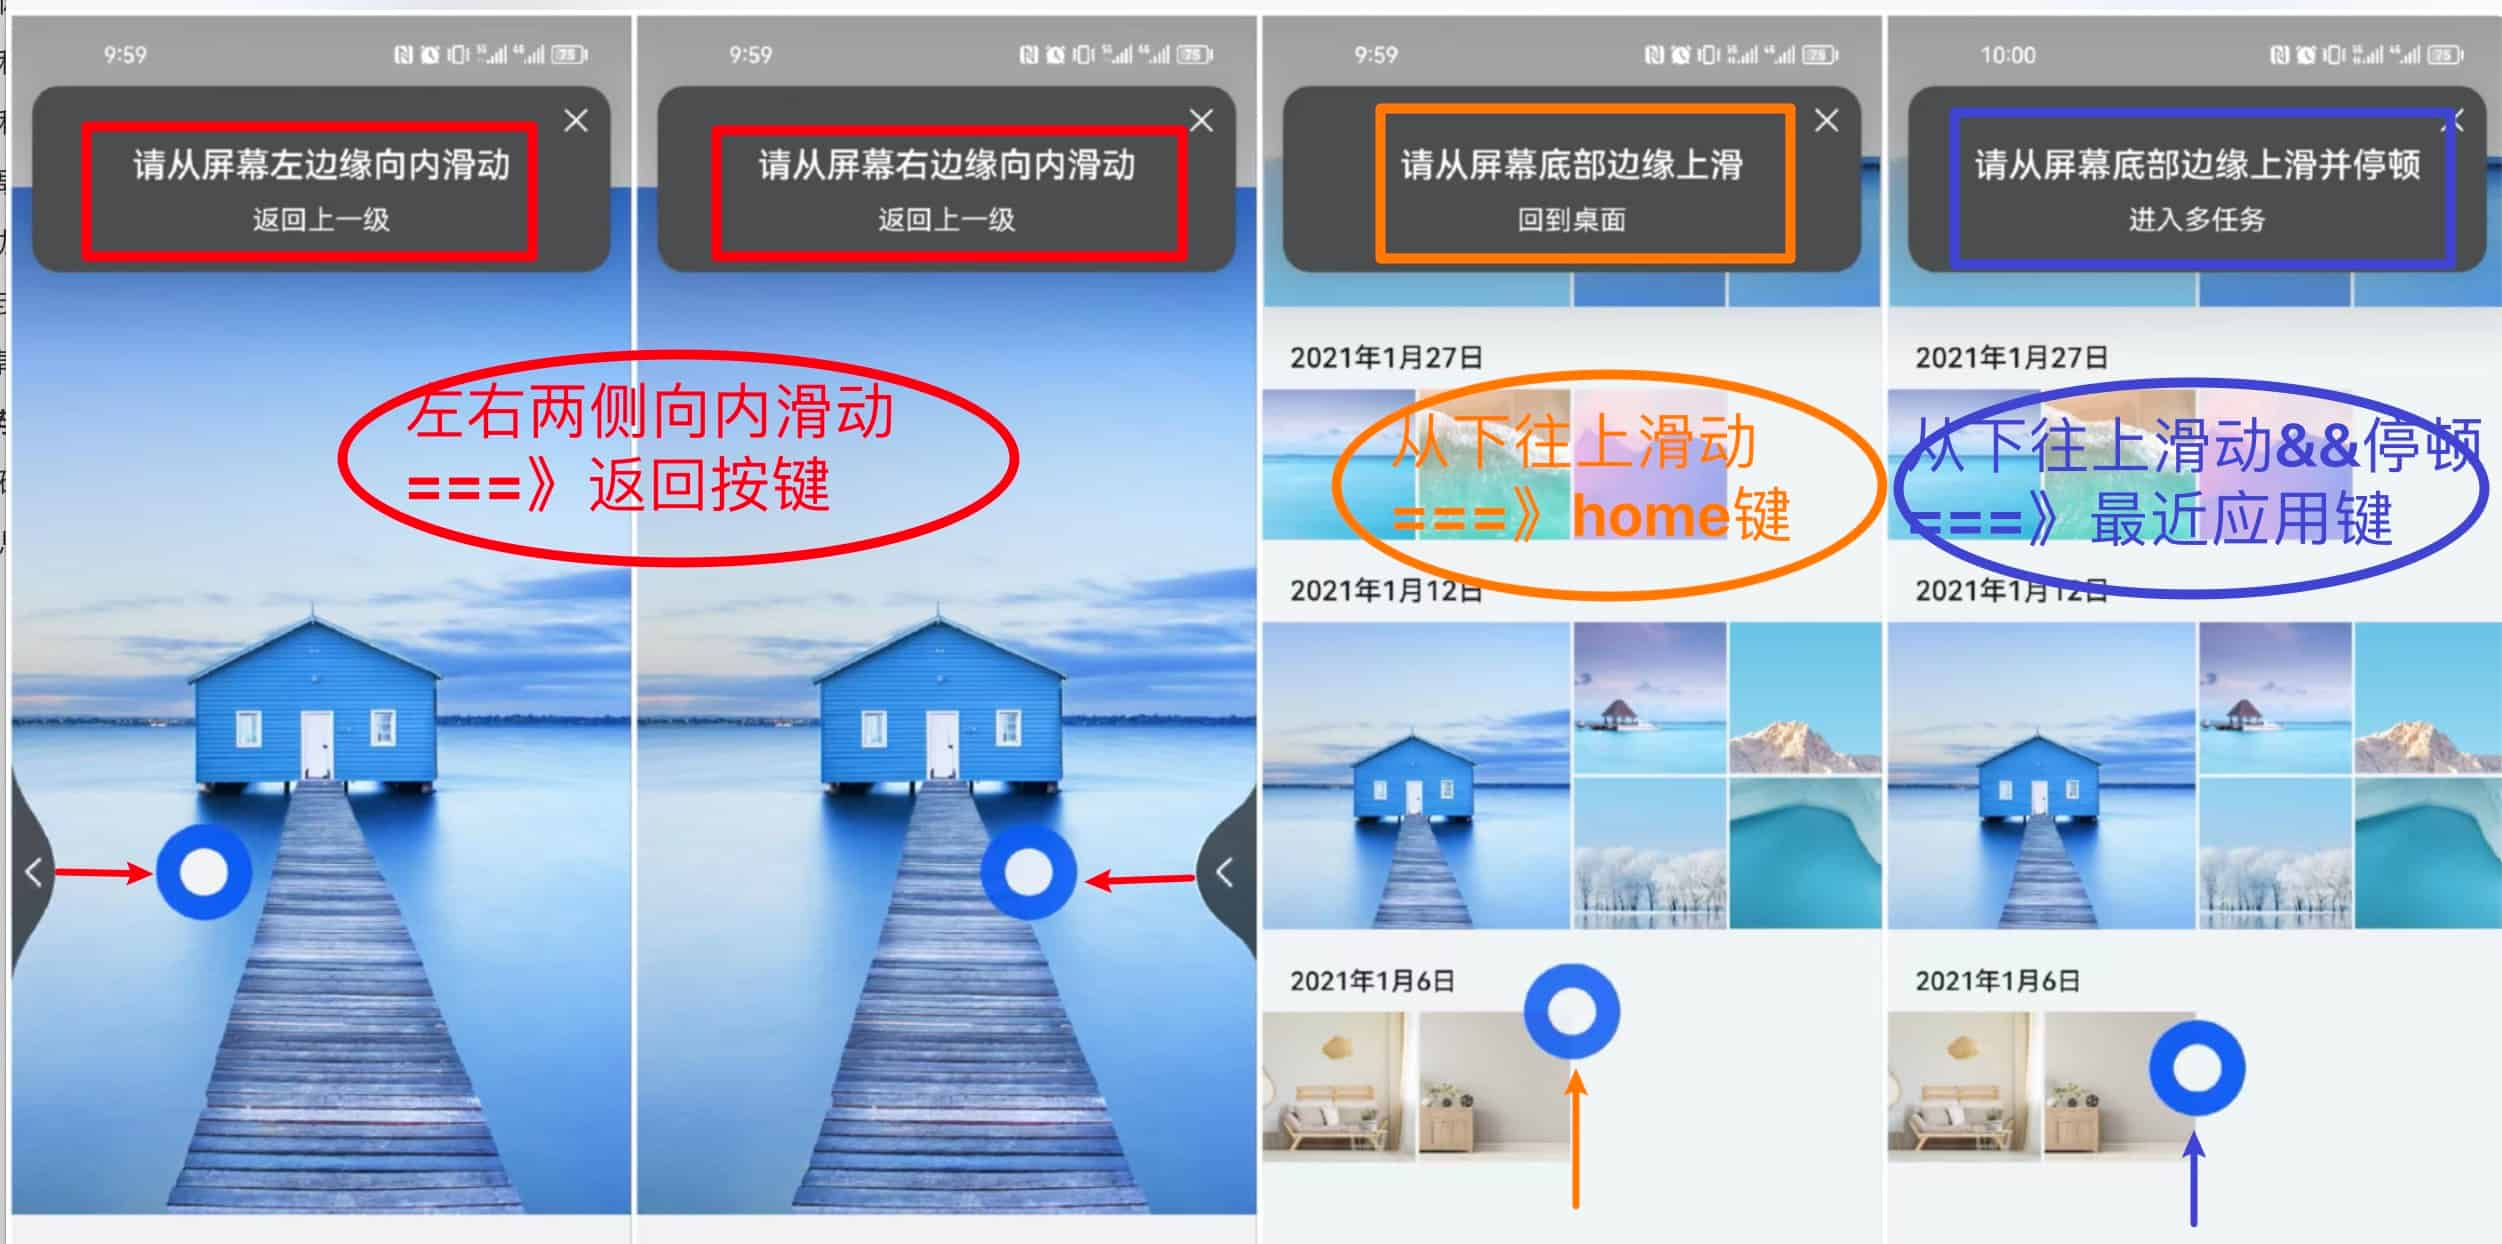 9:59
75
请从屏幕左边缘向内滑动
返回上一级
9:59
75
请从屏幕右边缘向内滑动
返回上一级
左右两侧向内滑动
===》返回按键
9:59
75
请从屏幕底部边缘上滑
回到桌面
2021年1月27日
从下往上滑动
===》home键
2021年1月12日
2021年1月6日
10:00
75
请从屏幕底部边缘上滑并停顿
进入多任务
2021年1月27日
从下往上滑动&&停顿
===》最近应用键
2021年1月12日
2021年1月6日